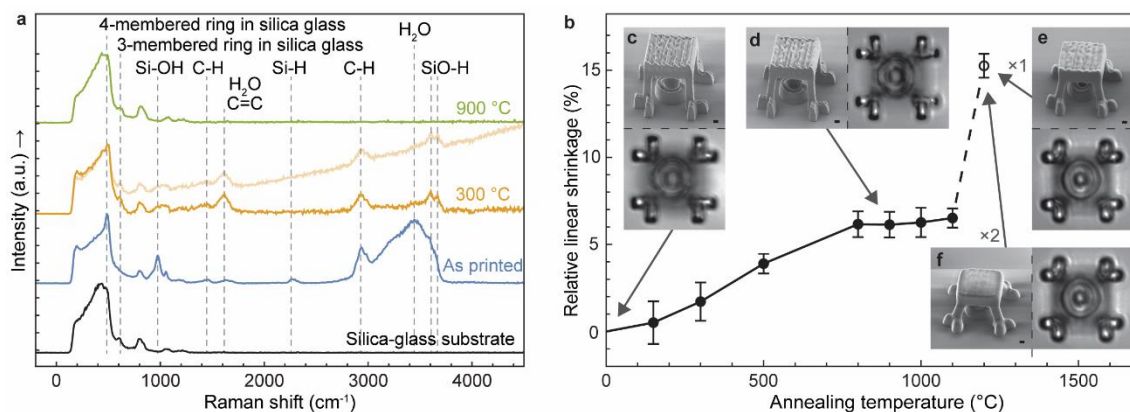 a
4-membered ring in silica glass
3-membered ring in silica glass
H₂O
Si-OH C-H Si-H C-H SiO-H
H₂O
C=C
900 °C
300 °C
As printed
Silica-glass substrate
Intensity (a.u.) →
0 1000 2000 3000 4000
Raman shift (cm⁻¹)
b
c
d
e
×1
×2
f
Relative linear shrinkage (%)
15
10
5
0
0 500 1000 1500
Annealing temperature (°C)